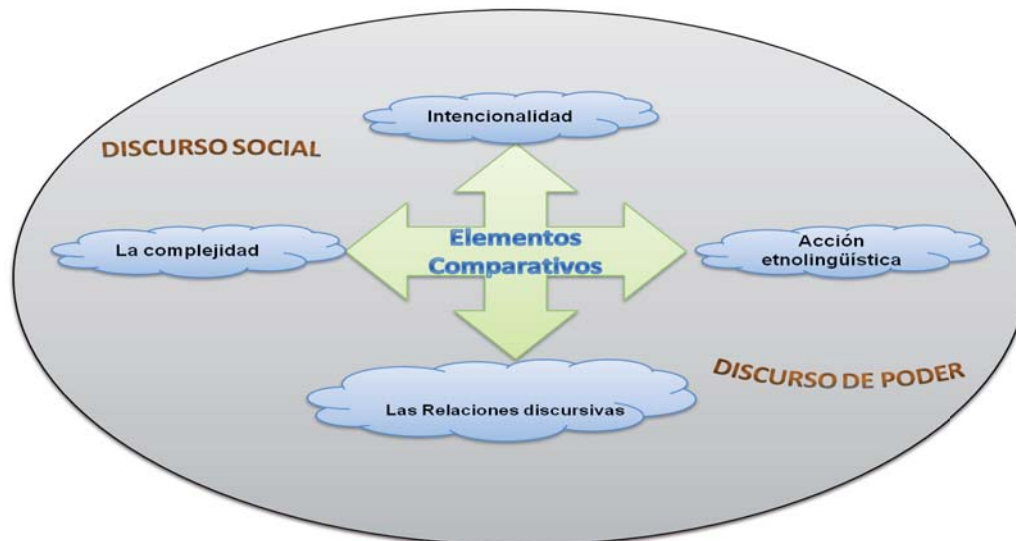 Intencionalidad
DISCURSO SOCIAL
La complejidad
Elementos
Comparativos
Acción
etnolingüística
DISCURSO DE PODER
Las Relaciones discursivas